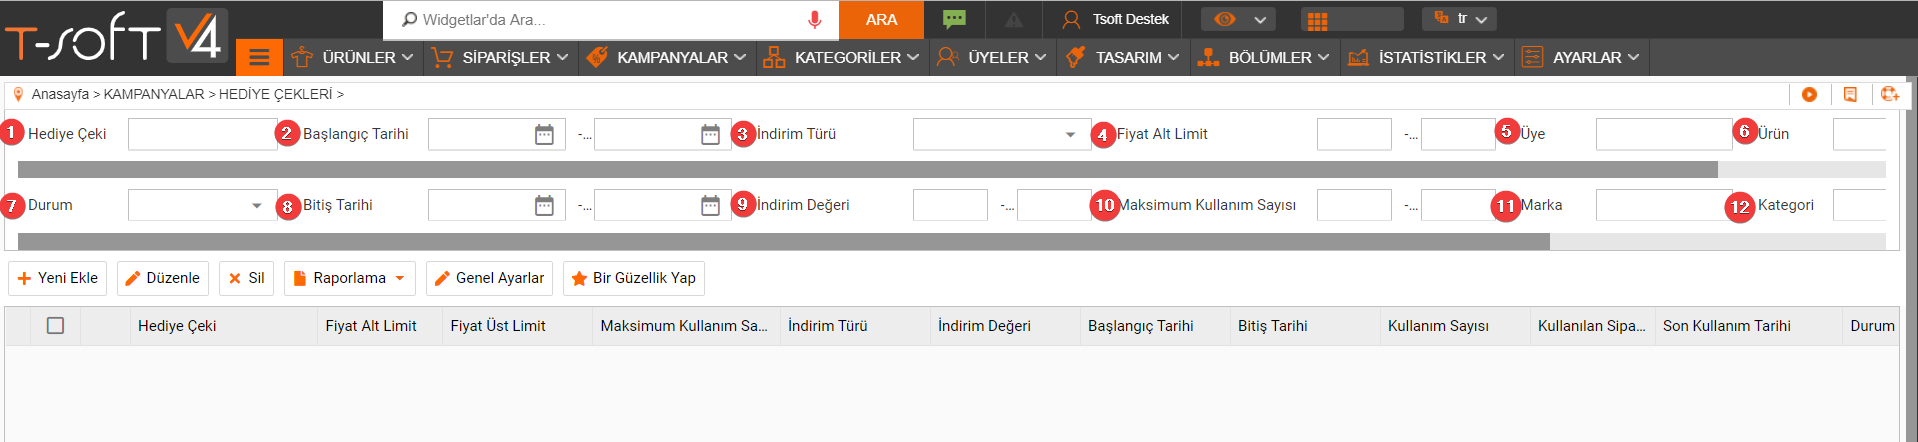 T-SOFT V4
Widgetlar'da Ara...
ARA
Tsoft Destek
tr
ÜRÜNLER
SİPARİŞLER
KAMPANYALAR
KATEGORİLER
ÜYELER
TASARIM
BÖLÜMLER
İSTATİSTİKLER
AYARLAR
Anasayfa > KAMPANYALAR > HEDİYE ÇEKLERİ >
1 Hediye Çeki
2 Başlangıç Tarihi -...
3 İndirim Türü
4 Fiyat Alt Limit -...
5 Üye
6 Ürün
7 Durum
8 Bitiş Tarihi -...
9 İndirim Değeri -...
10 Maksimum Kullanım Sayısı -...
11 Marka
12 Kategori
Yeni Ekle
Düzenle
Sil
Raporlama
Genel Ayarlar
Bir Güzellik Yap
Hediye Çeki
Fiyat Alt Limit
Fiyat Üst Limit
Maksimum Kullanım Sa...
İndirim Türü
İndirim Değeri
Başlangıç Tarihi
Bitiş Tarihi
Kullanım Sayısı
Kullanılan Sipa...
Son Kullanım Tarihi
Durum